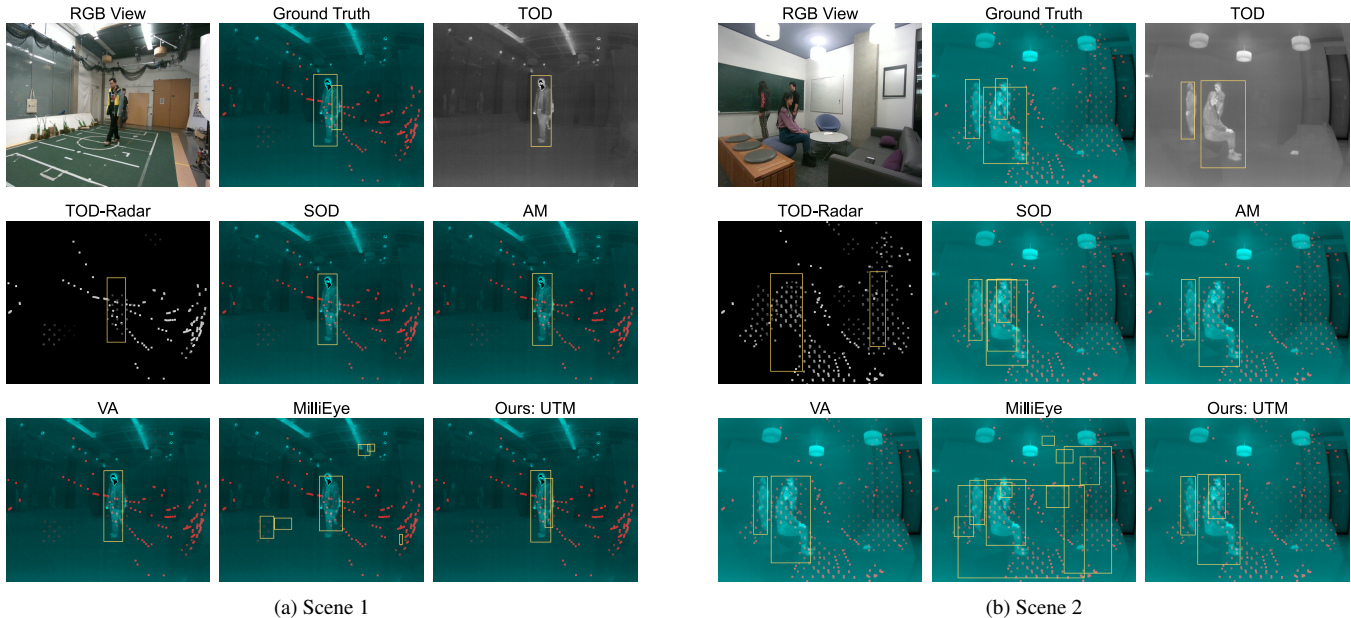 RGB View Ground Truth TOD
TOD-Radar SOD AM
VA MilliEye Ours: UTM
(a) Scene 1
RGB View Ground Truth TOD
TOD-Radar SOD AM
VA MilliEye Ours: UTM
(b) Scene 2